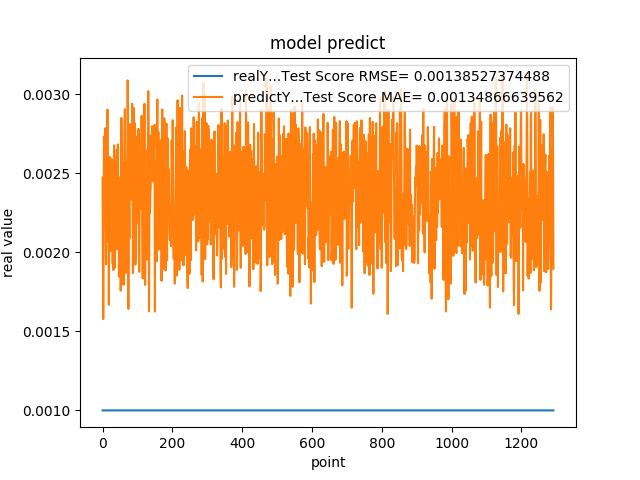 model predict
realY...Test Score RMSE= 0.00138527374488
predictY...Test Score MAE= 0.00134866639562
real value
0.0030
0.0025
0.0020
0.0015
0.0010
0 200 400 600 800 1000 1200
point